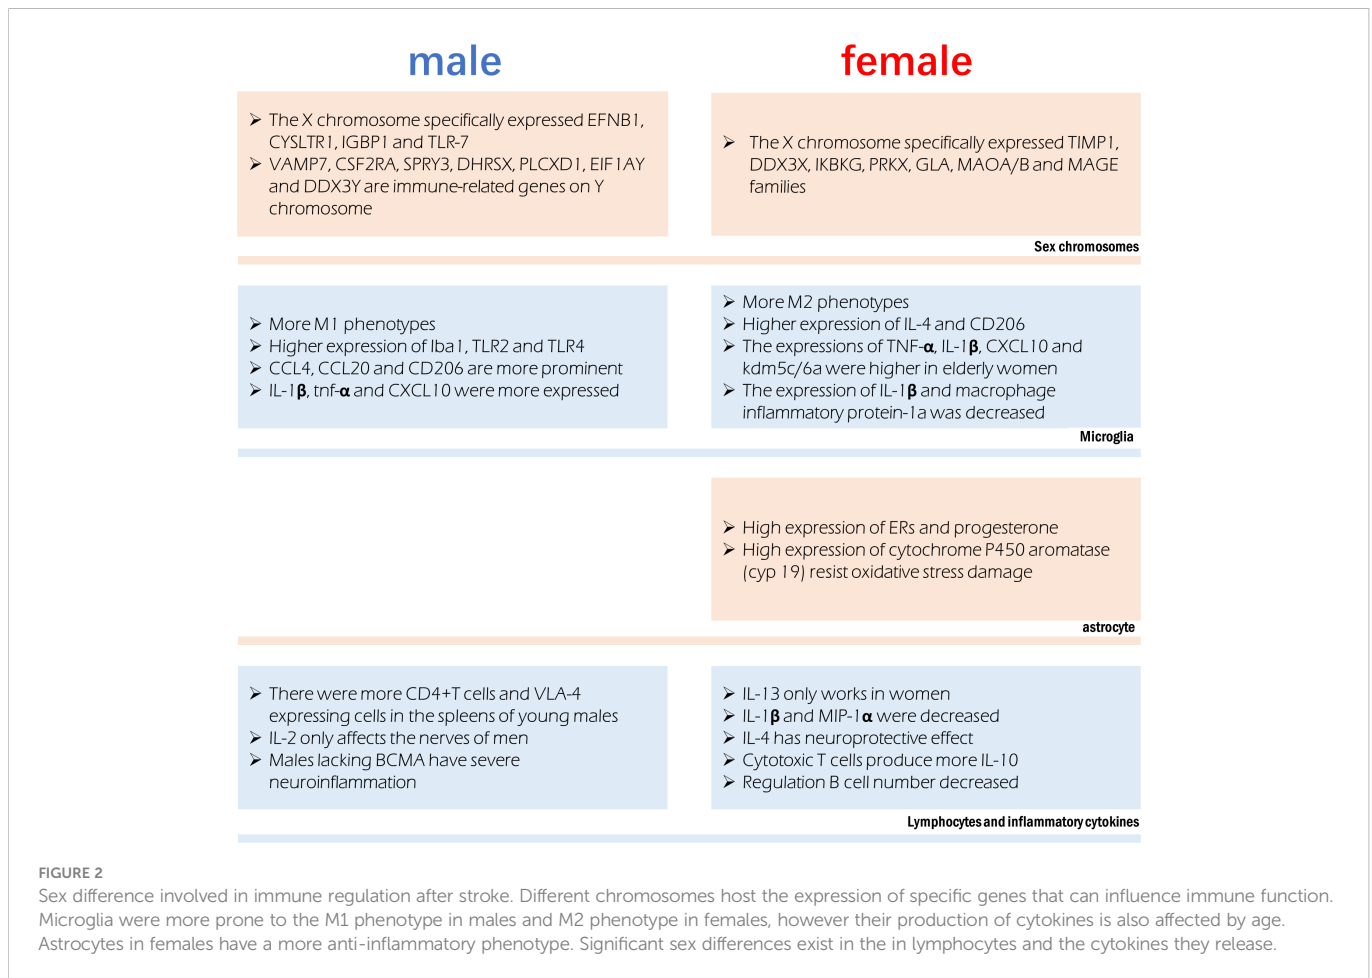 male
female
➢ The X chromosome specifically expressed EFNB1,
CYSLTR1, IGBP1 and TLR-7
➢ VAMP7, CSF2RA, SPRY3, DHRSX, PLCXD1, EIF1AY
and DDX3Y are immune-related genes on Y
chromosome
➢ The X chromosome specifically expressed TIMP1,
DDX3X, IKBKG, PRKX, GLA, MAOA/B and MAGE
families
Sex chromosomes
➢ More M1 phenotypes
➢ Higher expression of Iba1, TLR2 and TLR4
➢ CCL4, CCL20 and CD206 are more prominent
➢ IL-1β, tnf-α and CXCL10 were more expressed
➢ More M2 phenotypes
➢ Higher expression of IL-4 and CD206
➢ The expressions of TNF-α, IL-1β, CXCL10 and
kdm5c/6a were higher in elderly women
➢ The expression of IL-1β and macrophage
inflammatory protein-1a was decreased
Microglia
➢ High expression of ERs and progesterone
➢ High expression of cytochrome P450 aromatase
(cyp 19) resist oxidative stress damage
astrocyte
➢ There were more CD4+T cells and VLA-4
expressing cells in the spleens of young males
➢ IL-2 only affects the nerves of men
➢ Males lacking BCMA have severe
neuroinflammation
➢ IL-13 only works in women
➢ IL-1β and MIP-1α were decreased
➢ IL-4 has neuroprotective effect
➢ Cytotoxic T cells produce more IL-10
➢ Regulation B cell number decreased
Lymphocytes and inflammatory cytokines
FIGURE 2
Sex difference involved in immune regulation after stroke. Different chromosomes host the expression of specific genes that can influence immune function.
Microglia were more prone to the M1 phenotype in males and M2 phenotype in females, however their production of cytokines is also affected by age.
Astrocytes in females have a more anti-inflammatory phenotype. Significant sex differences exist in the in lymphocytes and the cytokines they release.